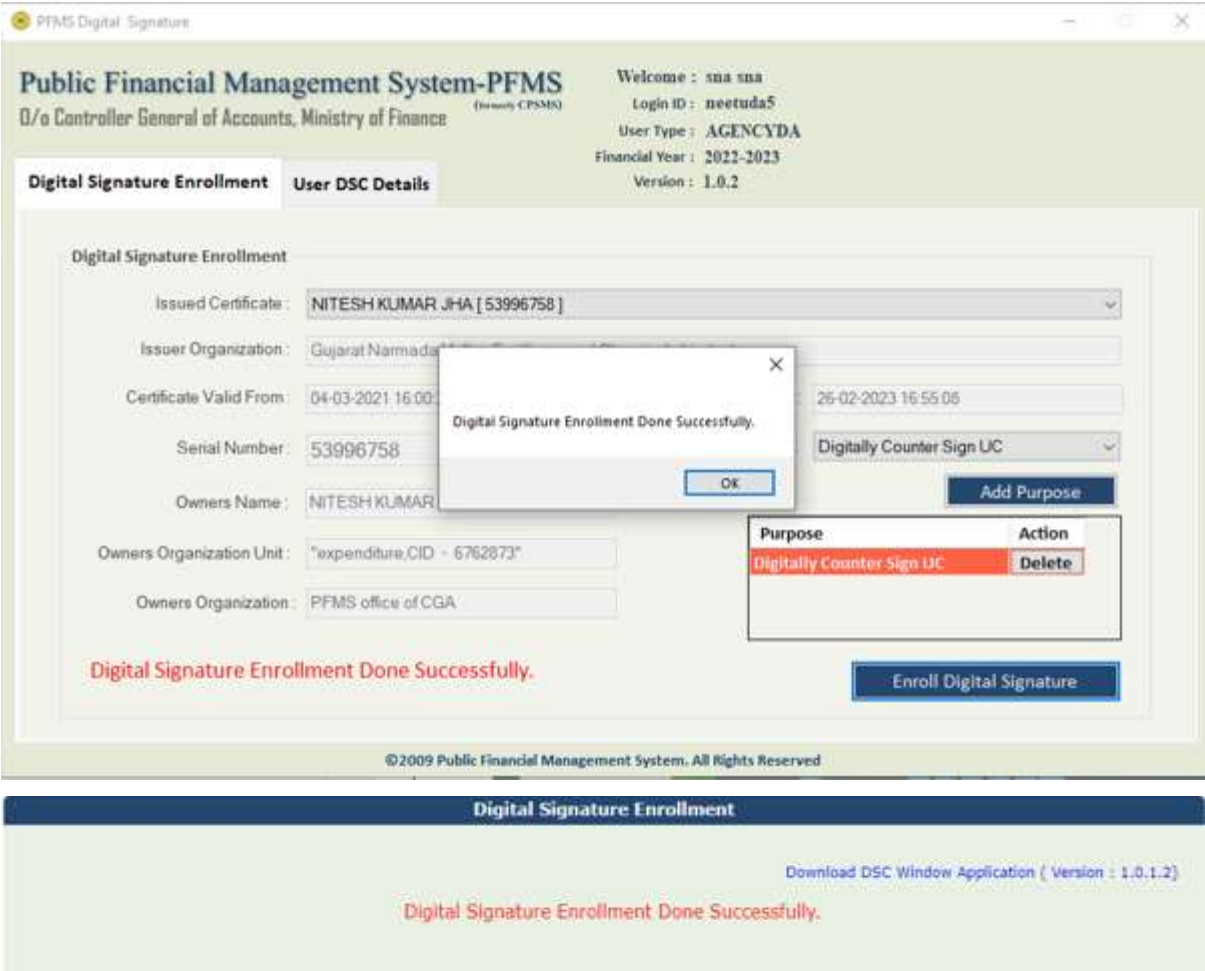 PFMS Digital Signature
Public Financial Management System-PFMS
(formerly CPSMS)
O/o Controller General of Accounts, Ministry of Finance
Welcome : sna sna
Login ID : neetuda5
User Type : AGENCYDA
Financial Year : 2022-2023
Version : 1.0.2
Digital Signature Enrollment
User DSC Details
Digital Signature Enrollment
Issued Certificate : NITESH KUMAR JHA [ 53996758 ]
Issuer Organization : Gujarat Narmada
Certificate Valid From: 04-03-2021 16:00: 26-02-2023 16:55:08
Serial Number: 53996758 Digitally Counter Sign UC
Add Purpose
Owners Name : NITESH KUMAR
Digital Signature Enrollment Done Successfully.
OK
Purpose Action
Digitally Counter Sign UC Delete
Owners Organization Unit : "expenditure,CID - 6762873"
Owners Organization : PFMS office of CGA
Digital Signature Enrollment Done Successfully.
Enroll Digital Signature
©2009 Public Financial Management System. All Rights Reserved
Digital Signature Enrollment
Download DSC Window Application ( Version : 1.0.1.2)
Digital Signature Enrollment Done Successfully.